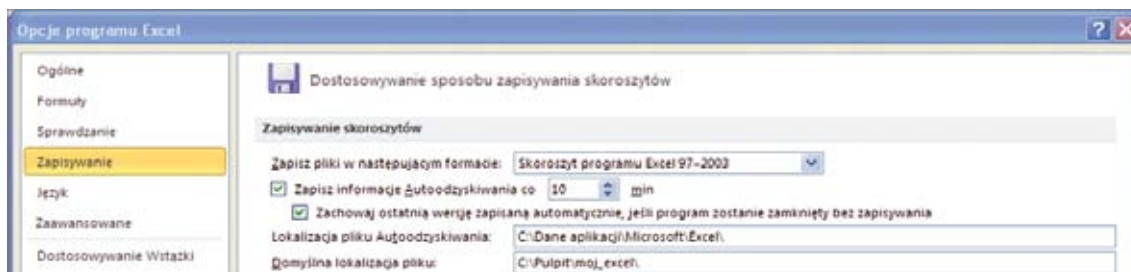 Opcje programu Excel
Ogólne
Formuły
Sprawdzanie
Zapisywanie
Język
Zaawansowane
Dostosowywanie Wstążki
Dostosowywanie sposobu zapisywania skoroszytów
Zapisywanie skoroszytów
Zapisz pliki w następującym formacie: Skoroszyt programu Excel 97–2003
Zapisz informacje Autoodzyskiwania co 10 min
Zachowaj ostatnią wersję zapisaną automatycznie, jeśli program zostanie zamknięty bez zapisywania
Lokalizacja pliku Autoodzyskiwania: C:\Dane aplikacji\Microsoft\Excel\
Domyślna lokalizacja pliku: C:\Pulpit\moj_excel\